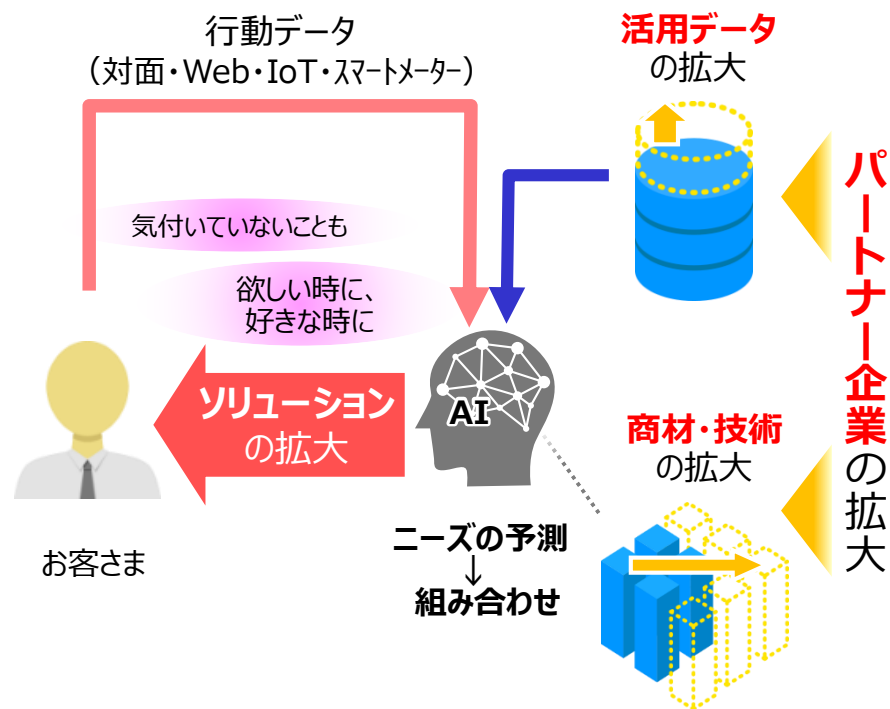 行動データ
（対面・Web・IoT・ｽﾏｰﾄﾒｰﾀｰ）
活用データ
の拡大
気付いていないことも
欲しい時に、
好きな時に
ソリューション
の拡大
AI
お客さま
ニーズの予測
↓
組み合わせ
商材・技術
の拡大
パートナー企業の拡大